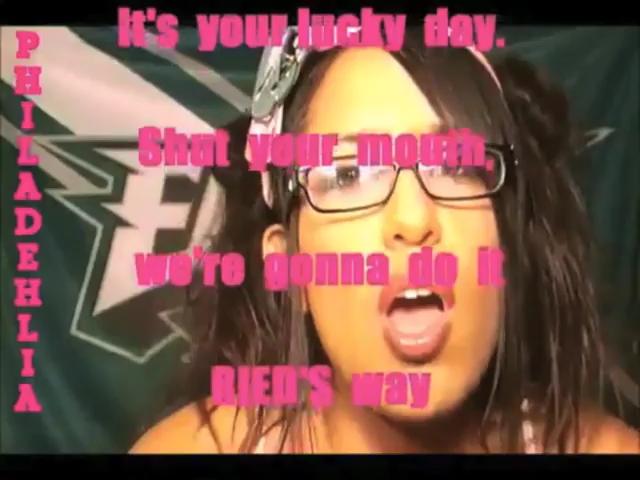 It's your lucky day.
Shut your mouth,
we're gonna do it
RIED'S way
PHILADEHLIA